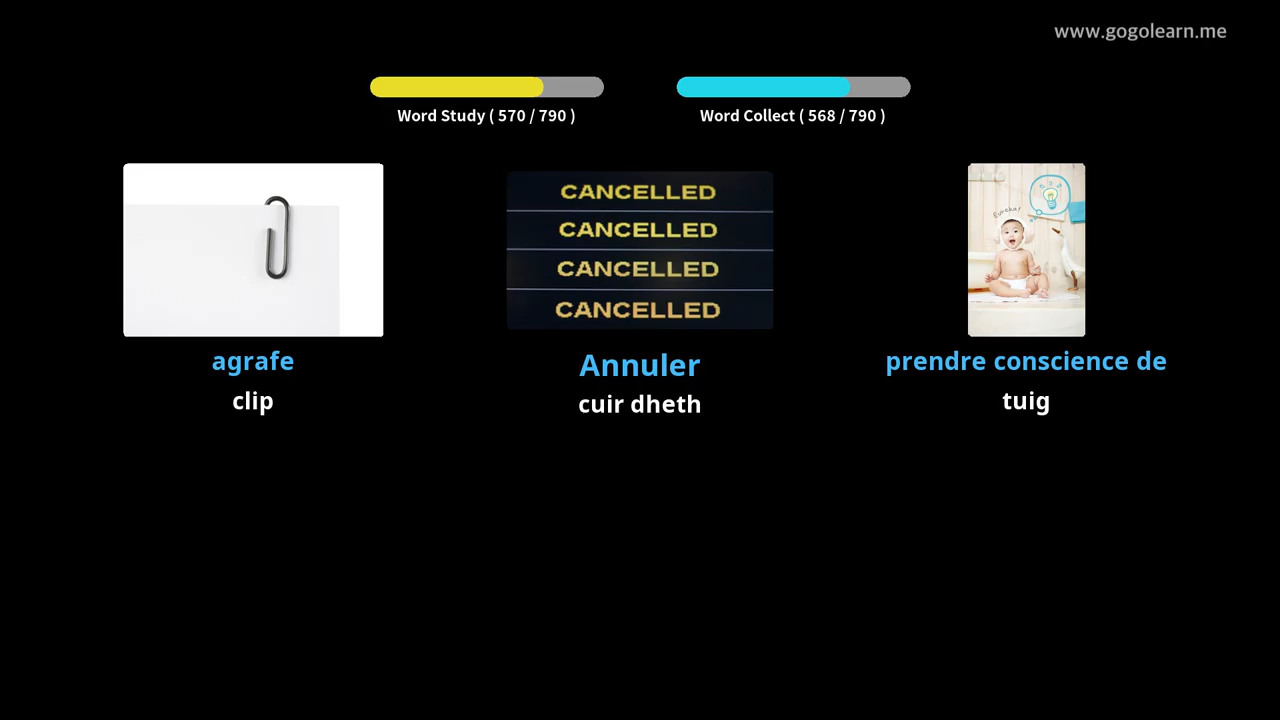 www.gogolearn.me
Word Study ( 570 / 790 )
Word Collect ( 568 / 790 )
CANCELLED
CANCELLED
CANCELLED
CANCELLED
Eureka!
agrafe
clip
Annuler
cuir dheth
prendre conscience de
tuig